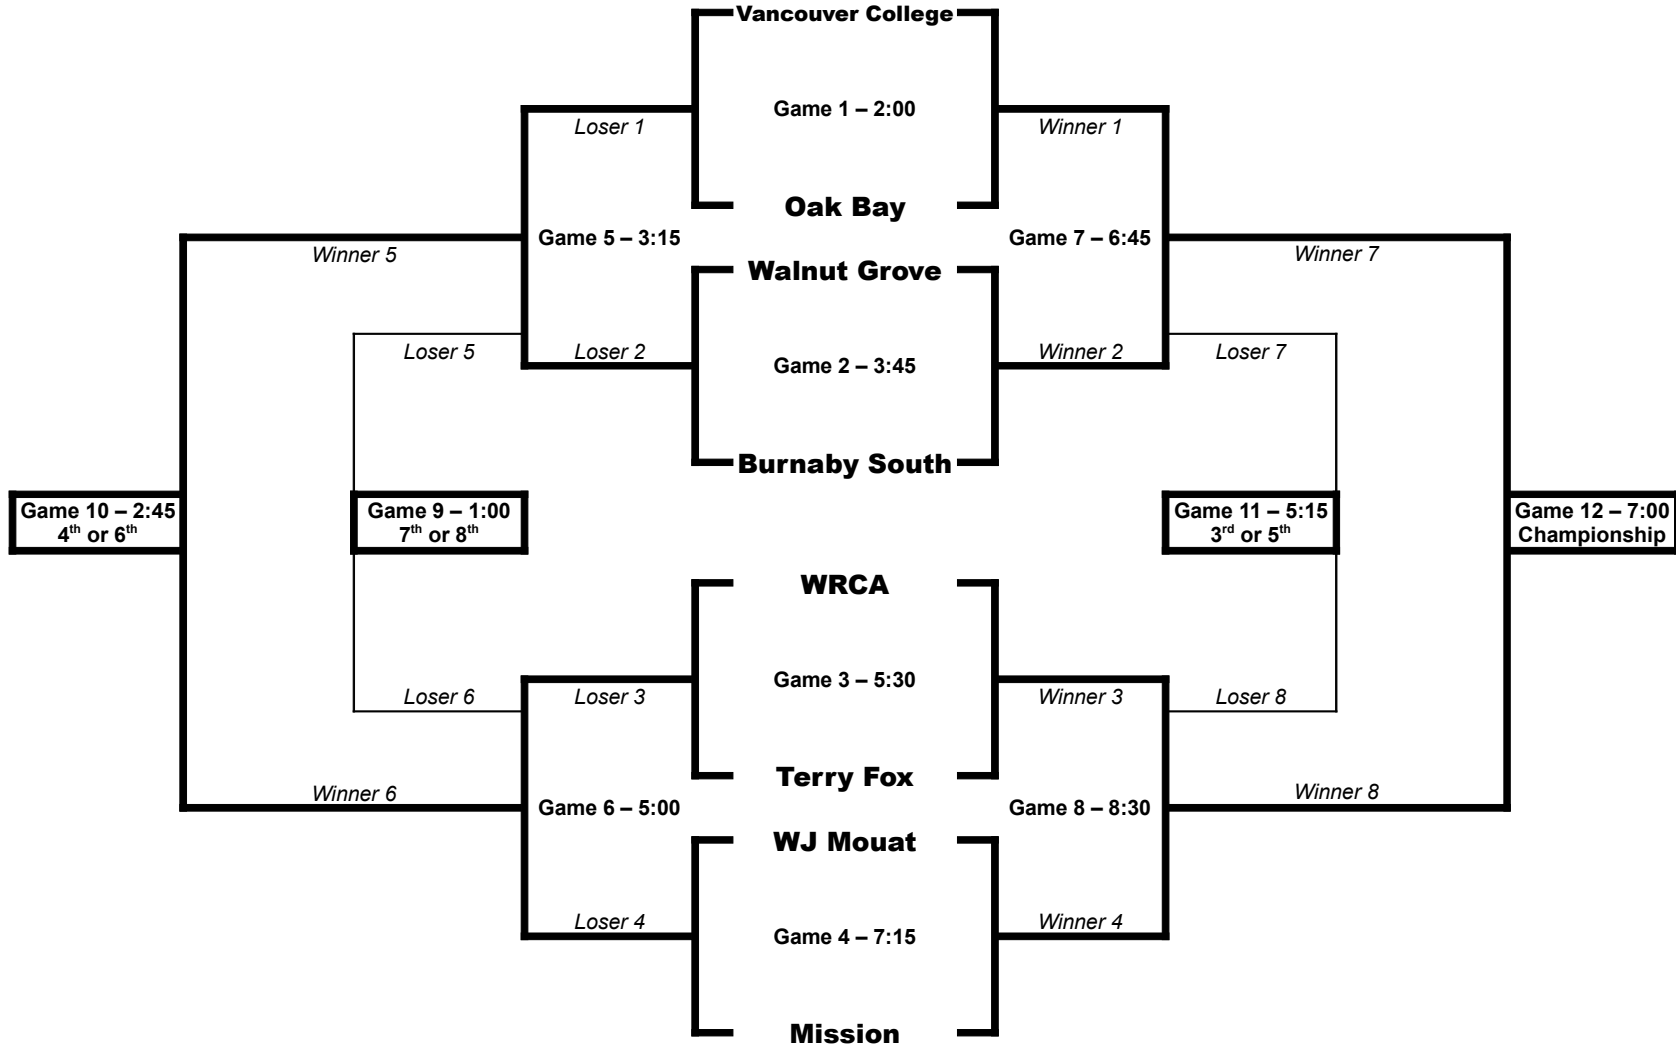 Vancouver College
Game 1 – 2:00
Loser 1
Winner 1
Oak Bay
Game 5 – 3:15
Game 7 – 6:45
Winner 5
Winner 7
Walnut Grove
Loser 5
Loser 2
Game 2 – 3:45
Winner 2
Loser 7
Burnaby South
Game 10 – 2:45
4th or 6th
Game 9 – 1:00
7th or 8th
Game 11 – 5:15
3rd or 5th
Game 12 – 7:00
Championship
WRCA
Game 3 – 5:30
Loser 6
Loser 3
Winner 3
Loser 8
Terry Fox
Winner 6
Game 6 – 5:00
Game 8 – 8:30
Winner 8
WJ Mouat
Loser 4
Game 4 – 7:15
Winner 4
Mission